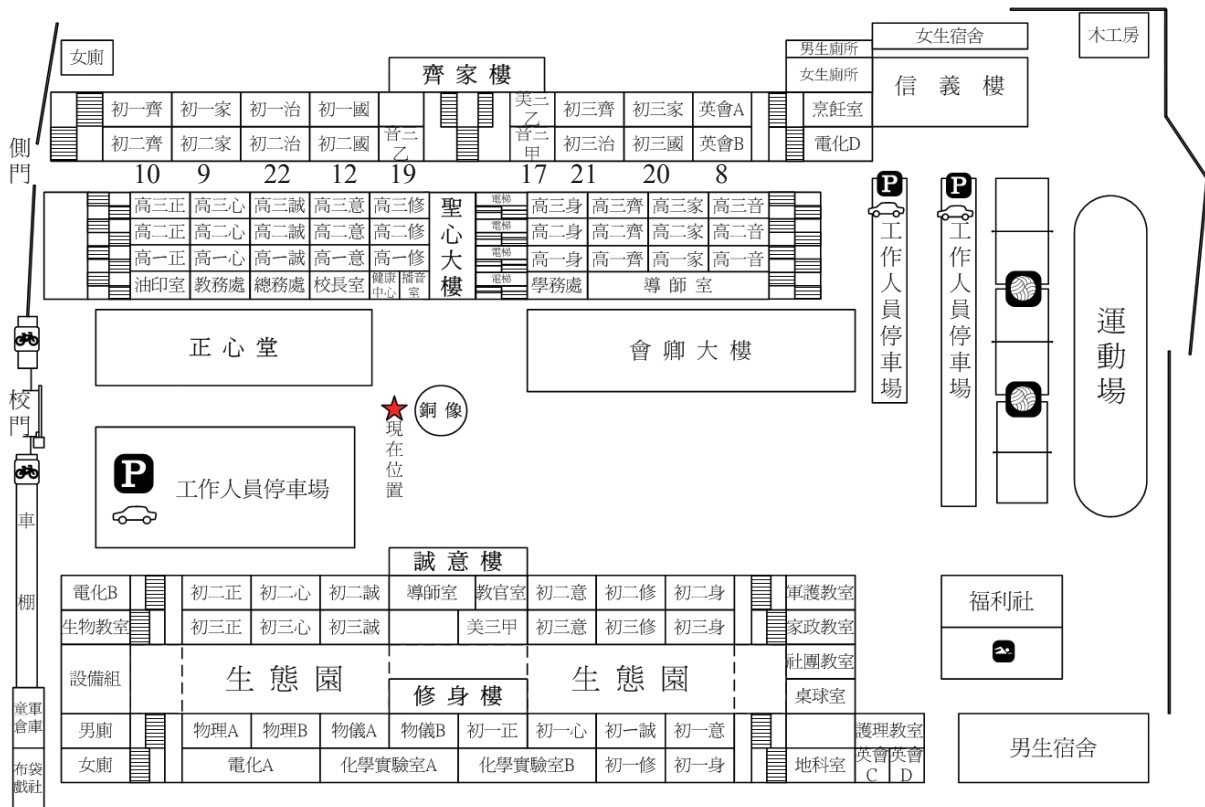 女廁
女生宿舍
木工房
男生廁所
齊家樓
女生廁所
信義樓
初一齊 初一家 初一治 初一國 美三乙 初三齊 初三家 英會A 烹飪室
初二齊 初二家 初二治 初二國 音三乙 音三甲 初三治 初三國 英會B 電化D
側門
10 9 22 12 19 17 21 20 8
高三正 高三心 高三誠 高三意 高三修 電梯 高三身 高三齊 高三家 高三音
高二正 高二心 高二誠 高二意 高二修 電梯 高二身 高二齊 高二家 高二音
高一正 高一心 高一誠 高一意 高一修 電梯 高一身 高一齊 高一家 高一音
油印室 教務處 總務處 校長室 健康中心 播音室 電梯 學務處 導師室
聖心大樓
P 工作人員停車場
P 工作人員停車場
運動場
正心堂
會卿大樓
校門
銅像
現在位置
P 工作人員停車場
車棚
誠意樓
電化B 初二正 初二心 初二誠 導師室 教官室 初二意 初二修 初二身 軍護教室
生物教室 初三正 初三心 初三誠 美三甲 初三意 初三修 初三身 家政教室
福利社
設備組 生態園 生態園 社團教室
修身樓
桌球室
童軍倉庫
男廁 物理A 物理B 物儀A 物儀B 初一正 初一心 初一誠 初一意 護理教室
女廁 電化A 化學實驗室A 化學實驗室B 初一修 初一身 地科室 英會C 英會D
男生宿舍
布袋戲社